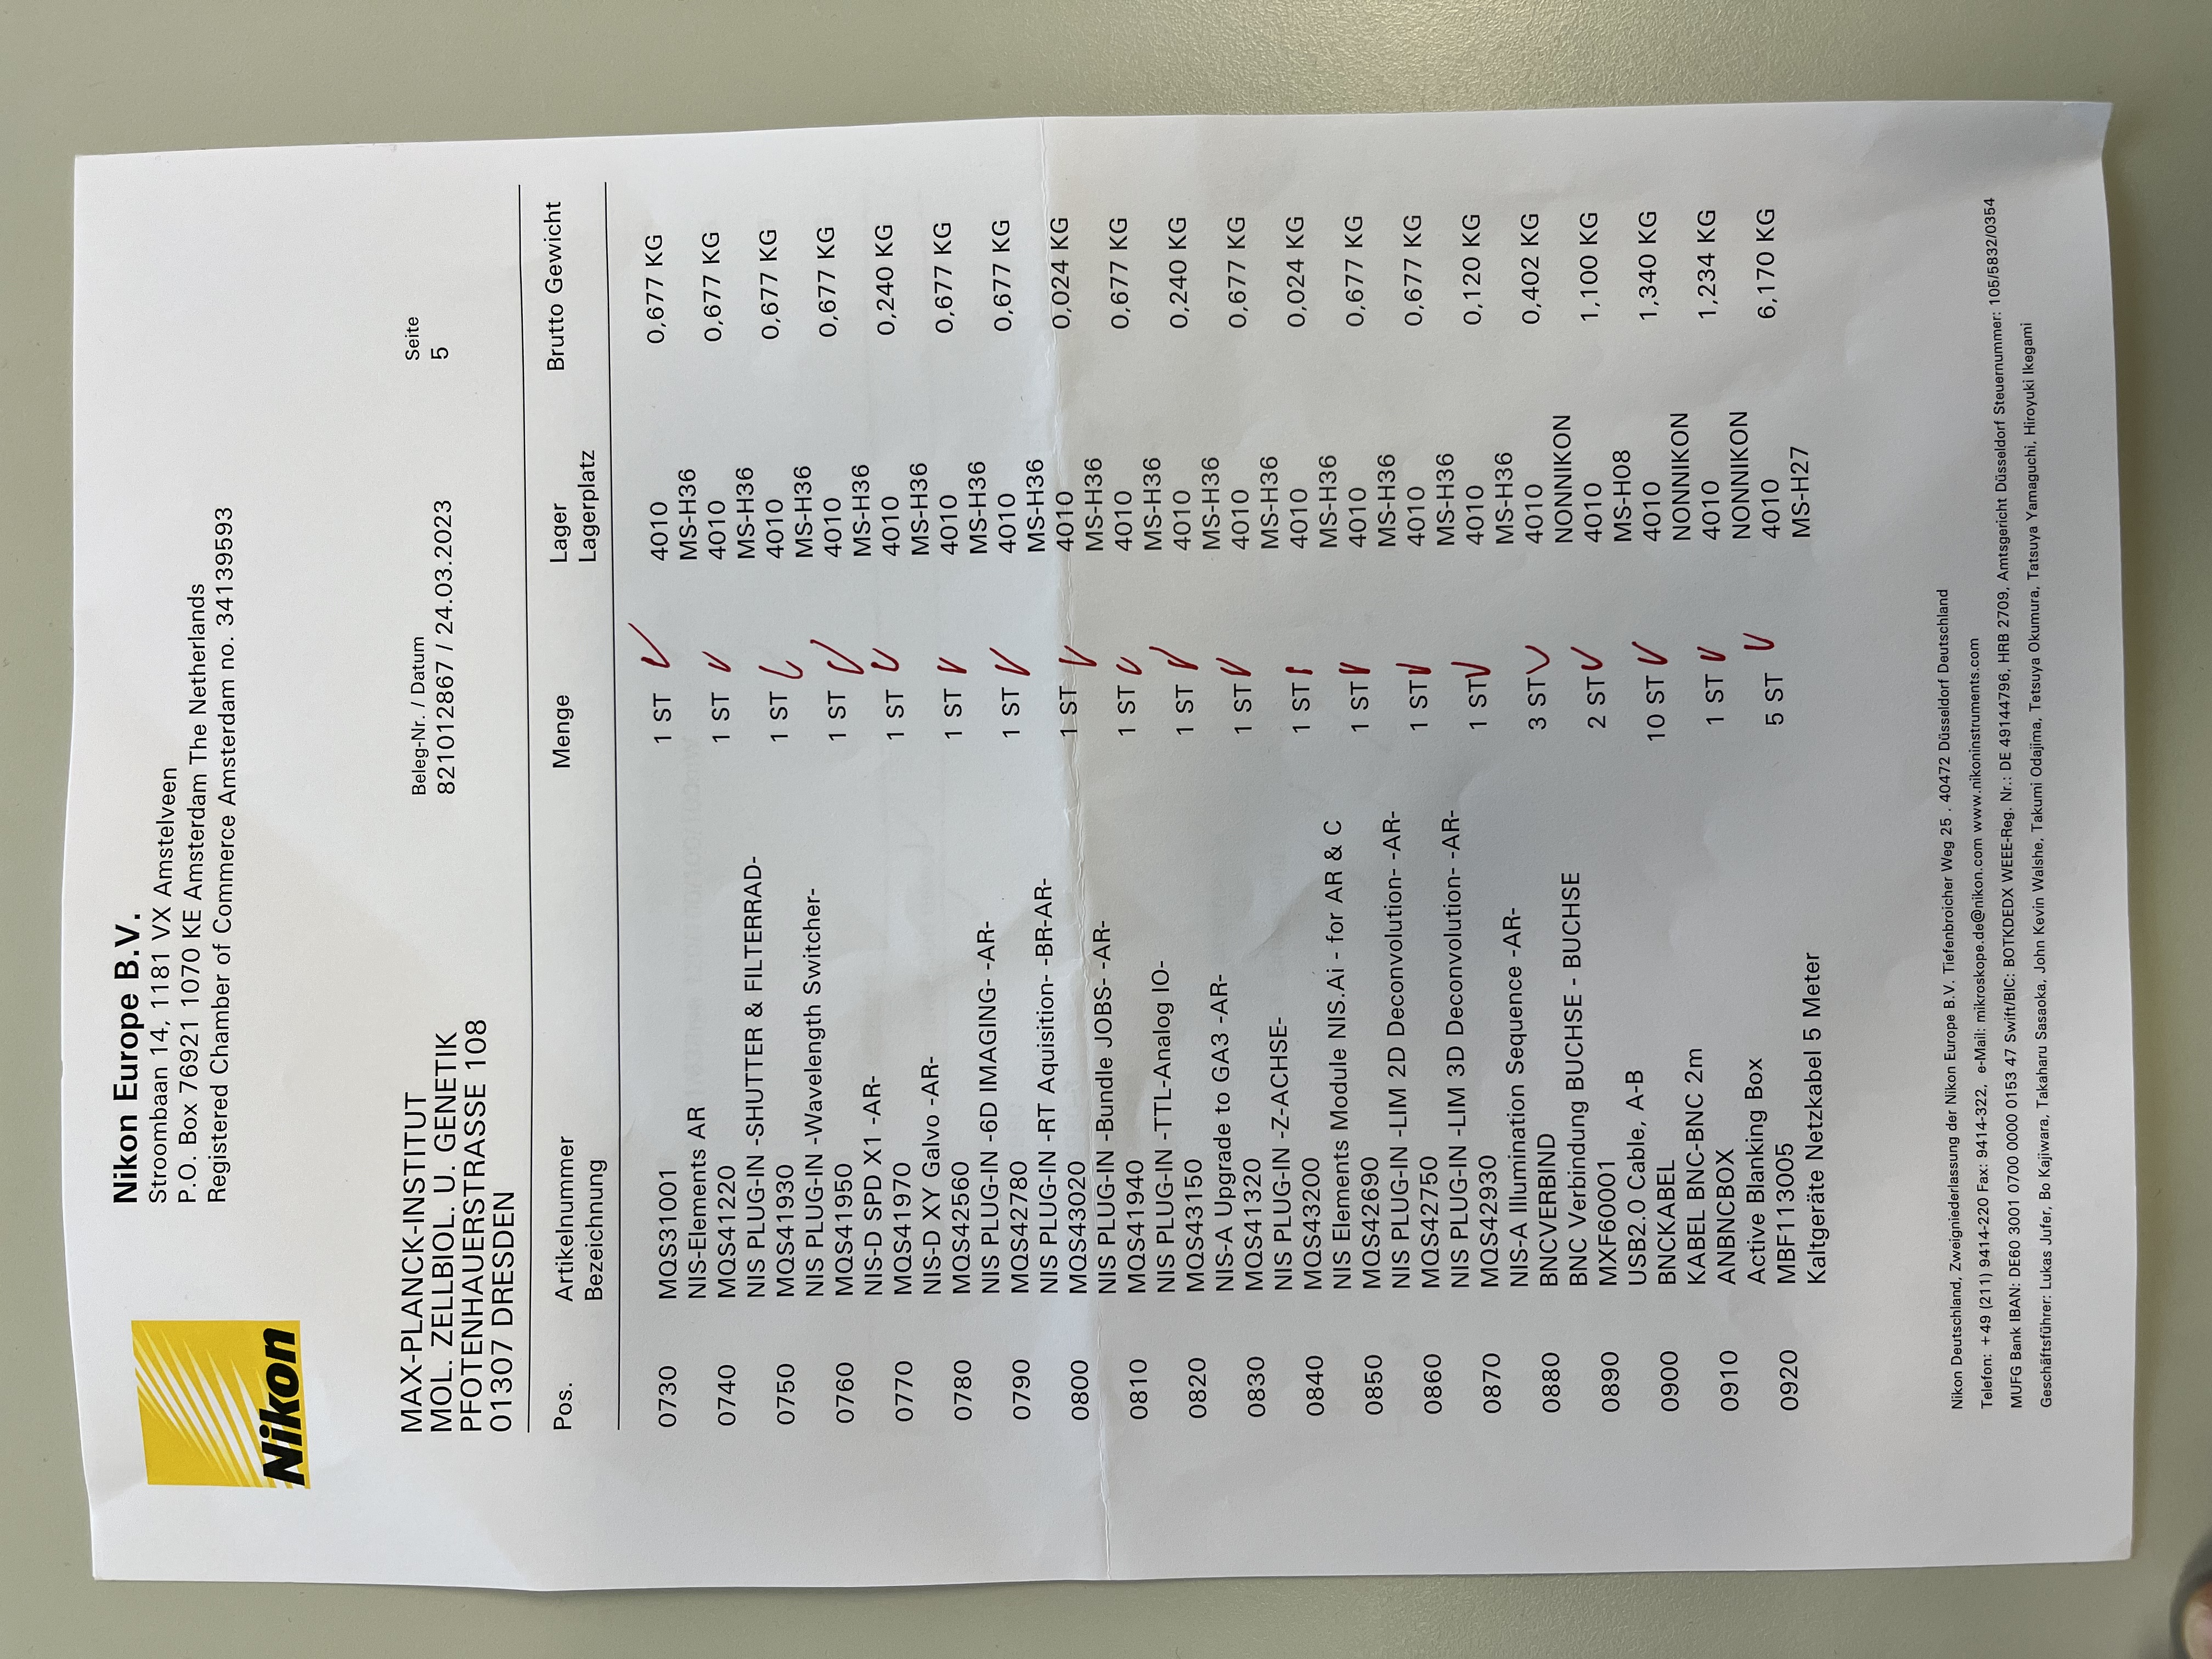 Nikon
Nikon Europe B.V.
Stroombaan 14, 1181 VX Amstelveen
P.O. Box 76921 1070 KE Amsterdam The Netherlands
Registered Chamber of Commerce Amsterdam no. 34139593
MAX-PLANCK-INSTITUT
MOL. ZELLBIOL. U. GENETIK
PFOTENHAUERSTRASSE 108
01307 DRESDEN
Beleg-Nr. / Datum
821012867 / 24.03.2023
Seite
5
Pos. Artikelnummer Menge Lager Brutto Gewicht
Bezeichnung Lagerplatz
0730 MQS31001 1 ST 4010 0,677 KG
NIS-Elements AR MS-H36
0740 MQS41220 1 ST 4010 0,677 KG
NIS PLUG-IN -SHUTTER & FILTERRAD- MS-H36
0750 MQS41930 1 ST 4010 0,677 KG
NIS PLUG-IN -Wavelength Switcher- MS-H36
0760 MQS41950 1 ST 4010 0,677 KG
NIS-D SPD X1 -AR- MS-H36
0770 MQS41970 1 ST 4010 0,240 KG
NIS-D XY Galvo -AR- MS-H36
0780 MQS42560 1 ST 4010 0,677 KG
NIS PLUG-IN -6D IMAGING- -AR- MS-H36
0790 MQS42780 1 ST 4010 0,677 KG
NIS PLUG-IN -RT Aquisition- -BR-AR- MS-H36
0800 MQS43020 1 ST 4010 0,024 KG
NIS PLUG-IN -Bundle JOBS- -AR- MS-H36
0810 MQS41940 1 ST 4010 0,677 KG
NIS PLUG-IN -TTL-Analog IO- MS-H36
0820 MQS43150 1 ST 4010 0,240 KG
NIS-A Upgrade to GA3 -AR- MS-H36
0830 MQS41320 1 ST 4010 0,677 KG
NIS PLUG-IN -Z-ACHSE- MS-H36
0840 MQS43200 1 ST 4010 0,024 KG
NIS Elements Module NIS.Ai - for AR & C MS-H36
0850 MQS42690 1 ST 4010 0,677 KG
NIS PLUG-IN -LIM 2D Deconvolution- -AR- MS-H36
0860 MQS42750 1 ST 4010 0,677 KG
NIS PLUG-IN -LIM 3D Deconvolution- -AR- MS-H36
0870 MQS42930 1 ST 4010 0,120 KG
NIS-A Illumination Sequence -AR- MS-H36
0880 BNCVERBIND 3 ST 4010 0,402 KG
BNC Verbindung BUCHSE - BUCHSE NONNIKON
0890 MXF60001 2 ST 4010 1,100 KG
USB2.0 Cable, A-B MS-H08
0900 BNCKABEL 10 ST 4010 1,340 KG
KABEL BNC-BNC 2m NONNIKON
0910 ANBNCBOX 1 ST 4010 1,234 KG
Active Blanking Box NONNIKON
0920 MBF113005 5 ST 4010 6,170 KG
Kaltgeräte Netzkabel 5 Meter MS-H27
Nikon Deutschland, Zweigniederlassung der Nikon Europe B.V. Tiefenbroicher Weg 25 . 40472 Düsseldorf Deutschland
Telefon: +49 (211) 9414-220 Fax: 9414-322, e-Mail: mikroskope.de@nikon.com www.nikoninstruments.com
MUFG Bank IBAN: DE60 3001 0700 0000 0153 47 Swift/BIC: BOTKDEDX WEEE-Reg. Nr.: DE 49144796, HRB 2709, Amtsgericht Düsseldorf Steuernummer: 105/5832/0354
Geschäftsführer: Lukas Jufer, Bo Kajiwara, Takaharu Sasaoka, John Kevin Walshe, Takumi Odajima, Tetsuya Okumura, Tatsuya Yamaguchi, Hiroyuki Ikegami